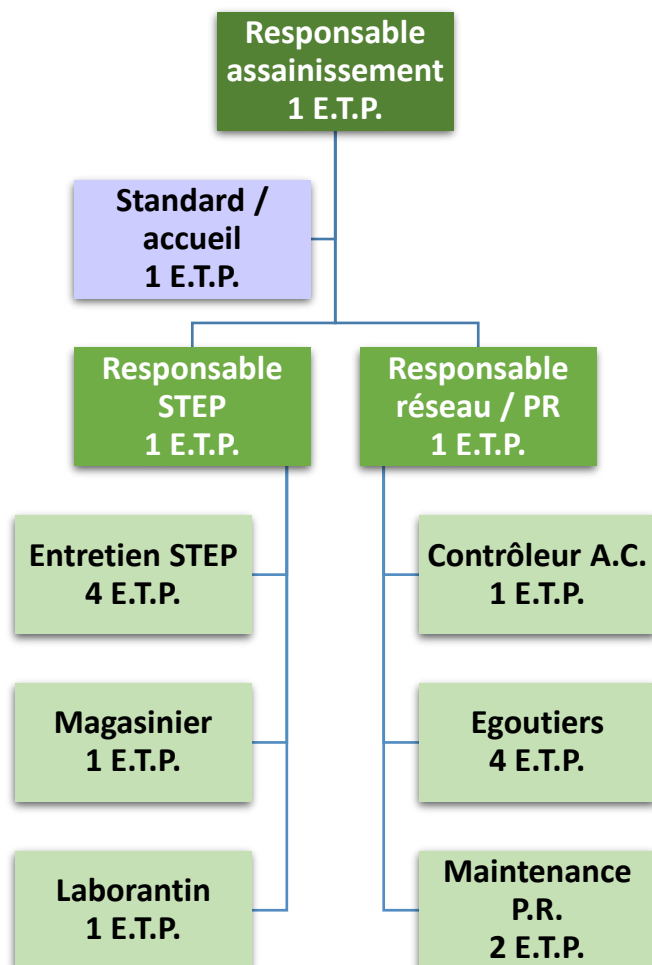 Responsable
assainissement
1 E.T.P.
Standard /
accueil
1 E.T.P.
Responsable
STEP
1 E.T.P.
Responsable
réseau / PR
1 E.T.P.
Entretien STEP
4 E.T.P.
Contrôleur A.C.
1 E.T.P.
Magasinier
1 E.T.P.
Egoutiers
4 E.T.P.
Laborantin
1 E.T.P.
Maintenance
P.R.
2 E.T.P.